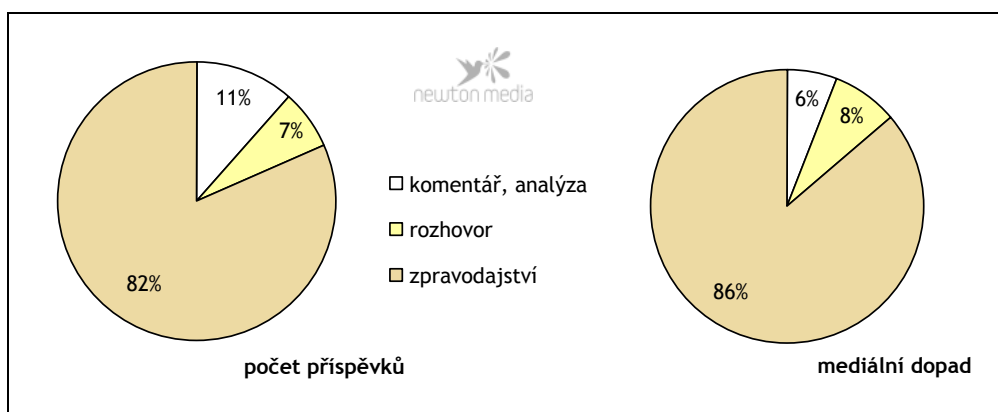 11%
7%
82%
počet příspěvků
newton media
komentář, analýza
rozhovor
zpravodajství
6%
8%
86%
mediální dopad